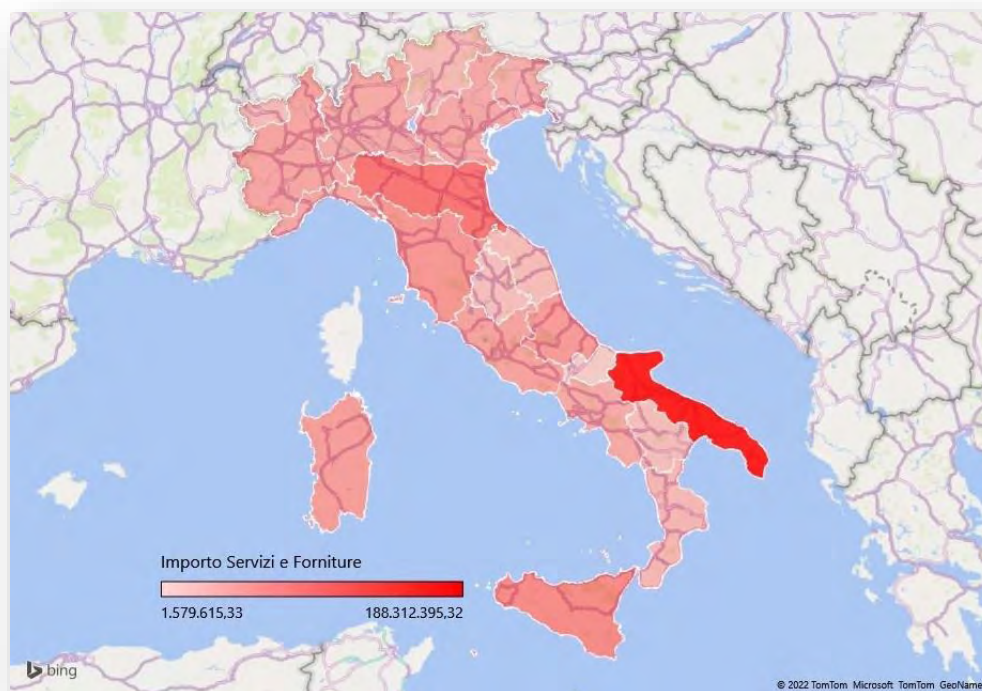 Importo Servizi e Forniture
1.579.615,33 188.312.395,32
bing
© 2022 TomTom Microsoft TomTom GeoName